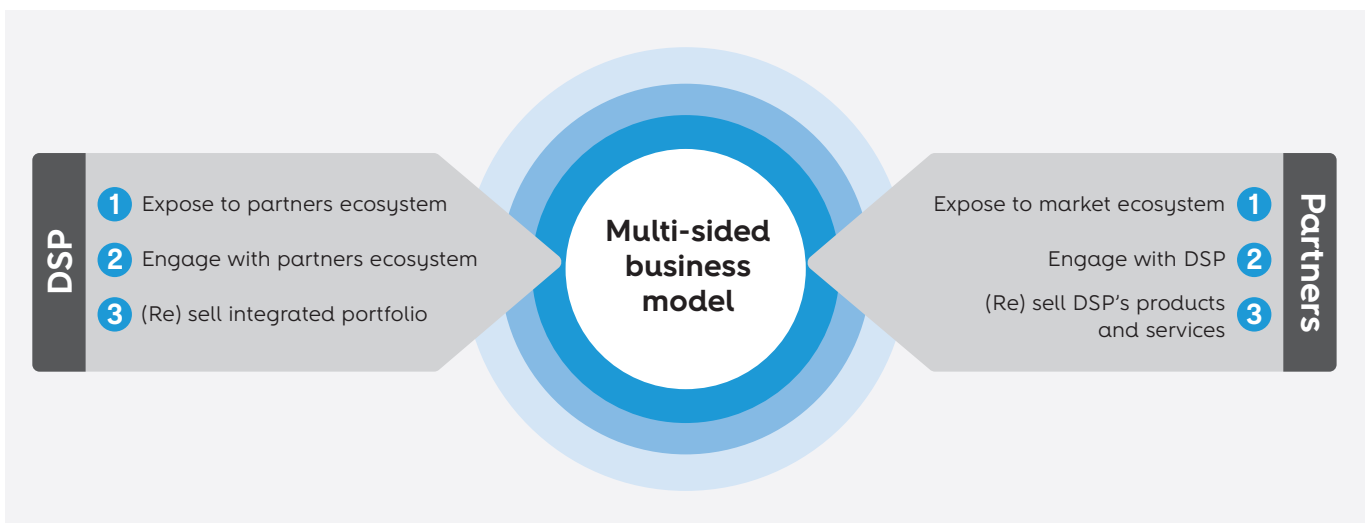 DSP
1 Expose to partners ecosystem
2 Engage with partners ecosystem
3 (Re) sell integrated portfolio
Multi-sided
business
model
Expose to market ecosystem 1
Engage with DSP 2
(Re) sell DSP's products
and services 3
Partners